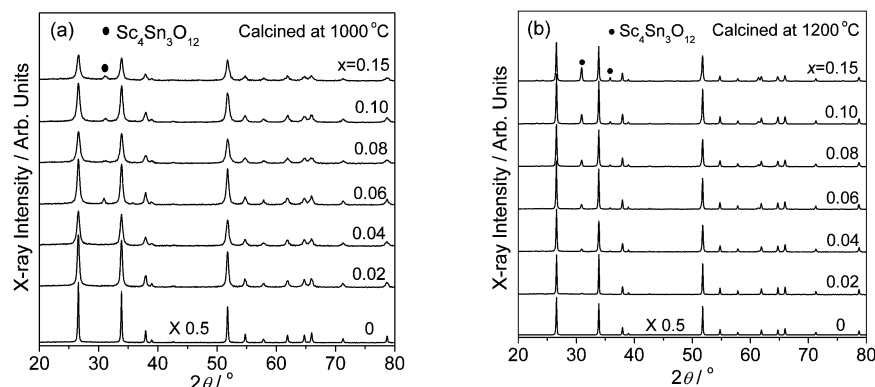 (a)
● Sc4Sn3O12
Calcined at 1000 °C
x=0.15
0.10
0.08
0.06
0.04
0.02
X 0.5
0
X-ray Intensity / Arb. Units
20 30 40 50 60 70 80
2θ / °
(b)
● Sc4Sn3O12
Calcined at 1200 °C
x=0.15
0.10
0.08
0.06
0.04
0.02
X 0.5
0
X-ray Intensity / Arb. Units
20 30 40 50 60 70 80
2θ / °